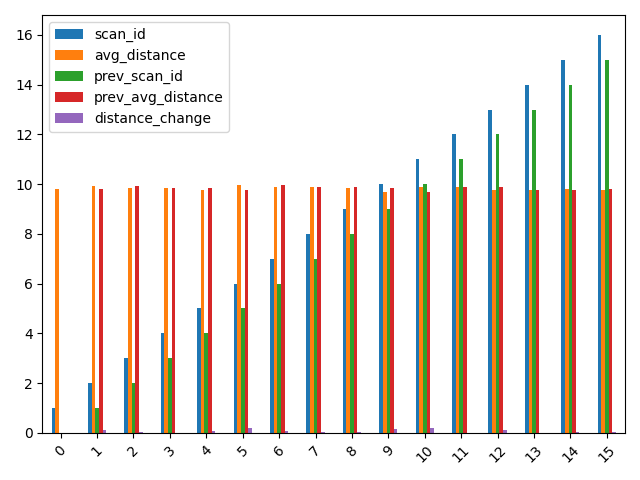 scan_id
avg_distance
prev_scan_id
prev_avg_distance
distance_change
16
14
12
10
8
6
4
2
0
0 1 2 3 4 5 6 7 8 9 10 11 12 13 14 15